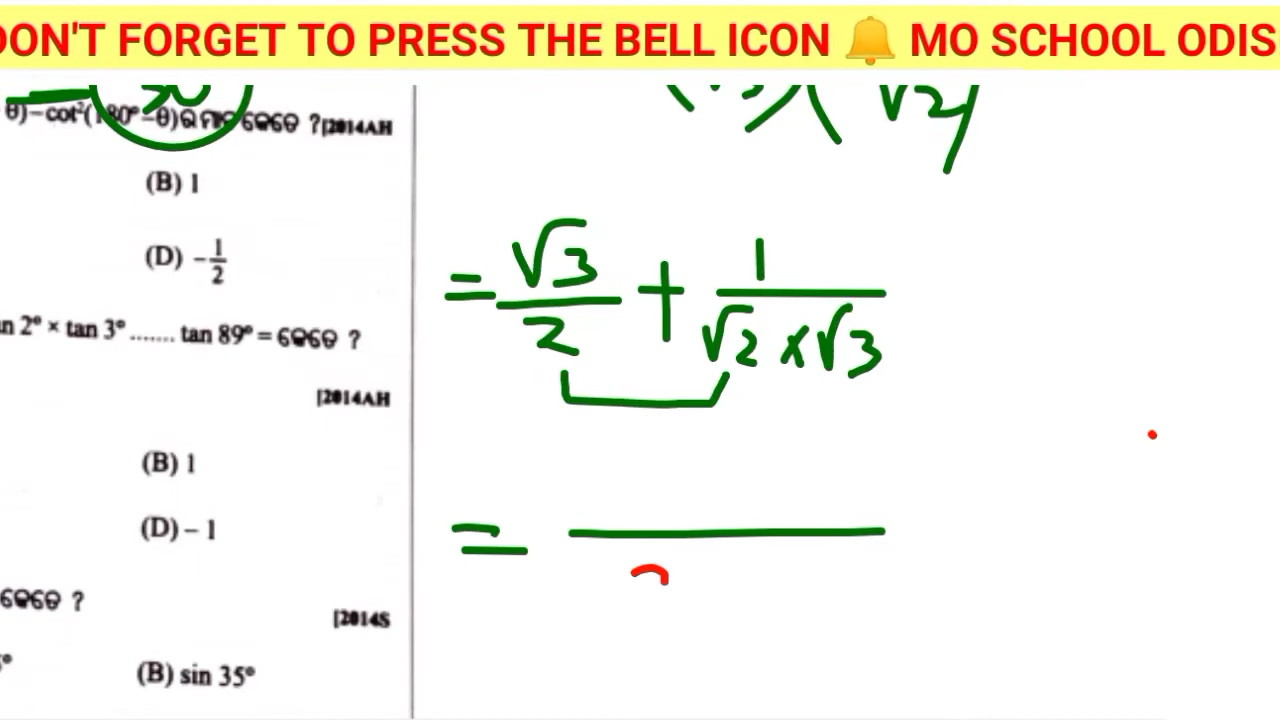 DON'T FORGET TO PRESS THE BELL ICON 🔔 MO SCHOOL ODIS
θ)–cot²(180°–θ)ର ମାନ କେତେ ?[2014AH
(B) 1
(D) –1/2
an 2° × tan 3° ....... tan 89° = କେତେ ?
[2014AH
(B) 1
(D) – 1
କେତେ ?
[2014S
(B) sin 35°
√2)
= √3/2 + 1/(√2 × √3)
=